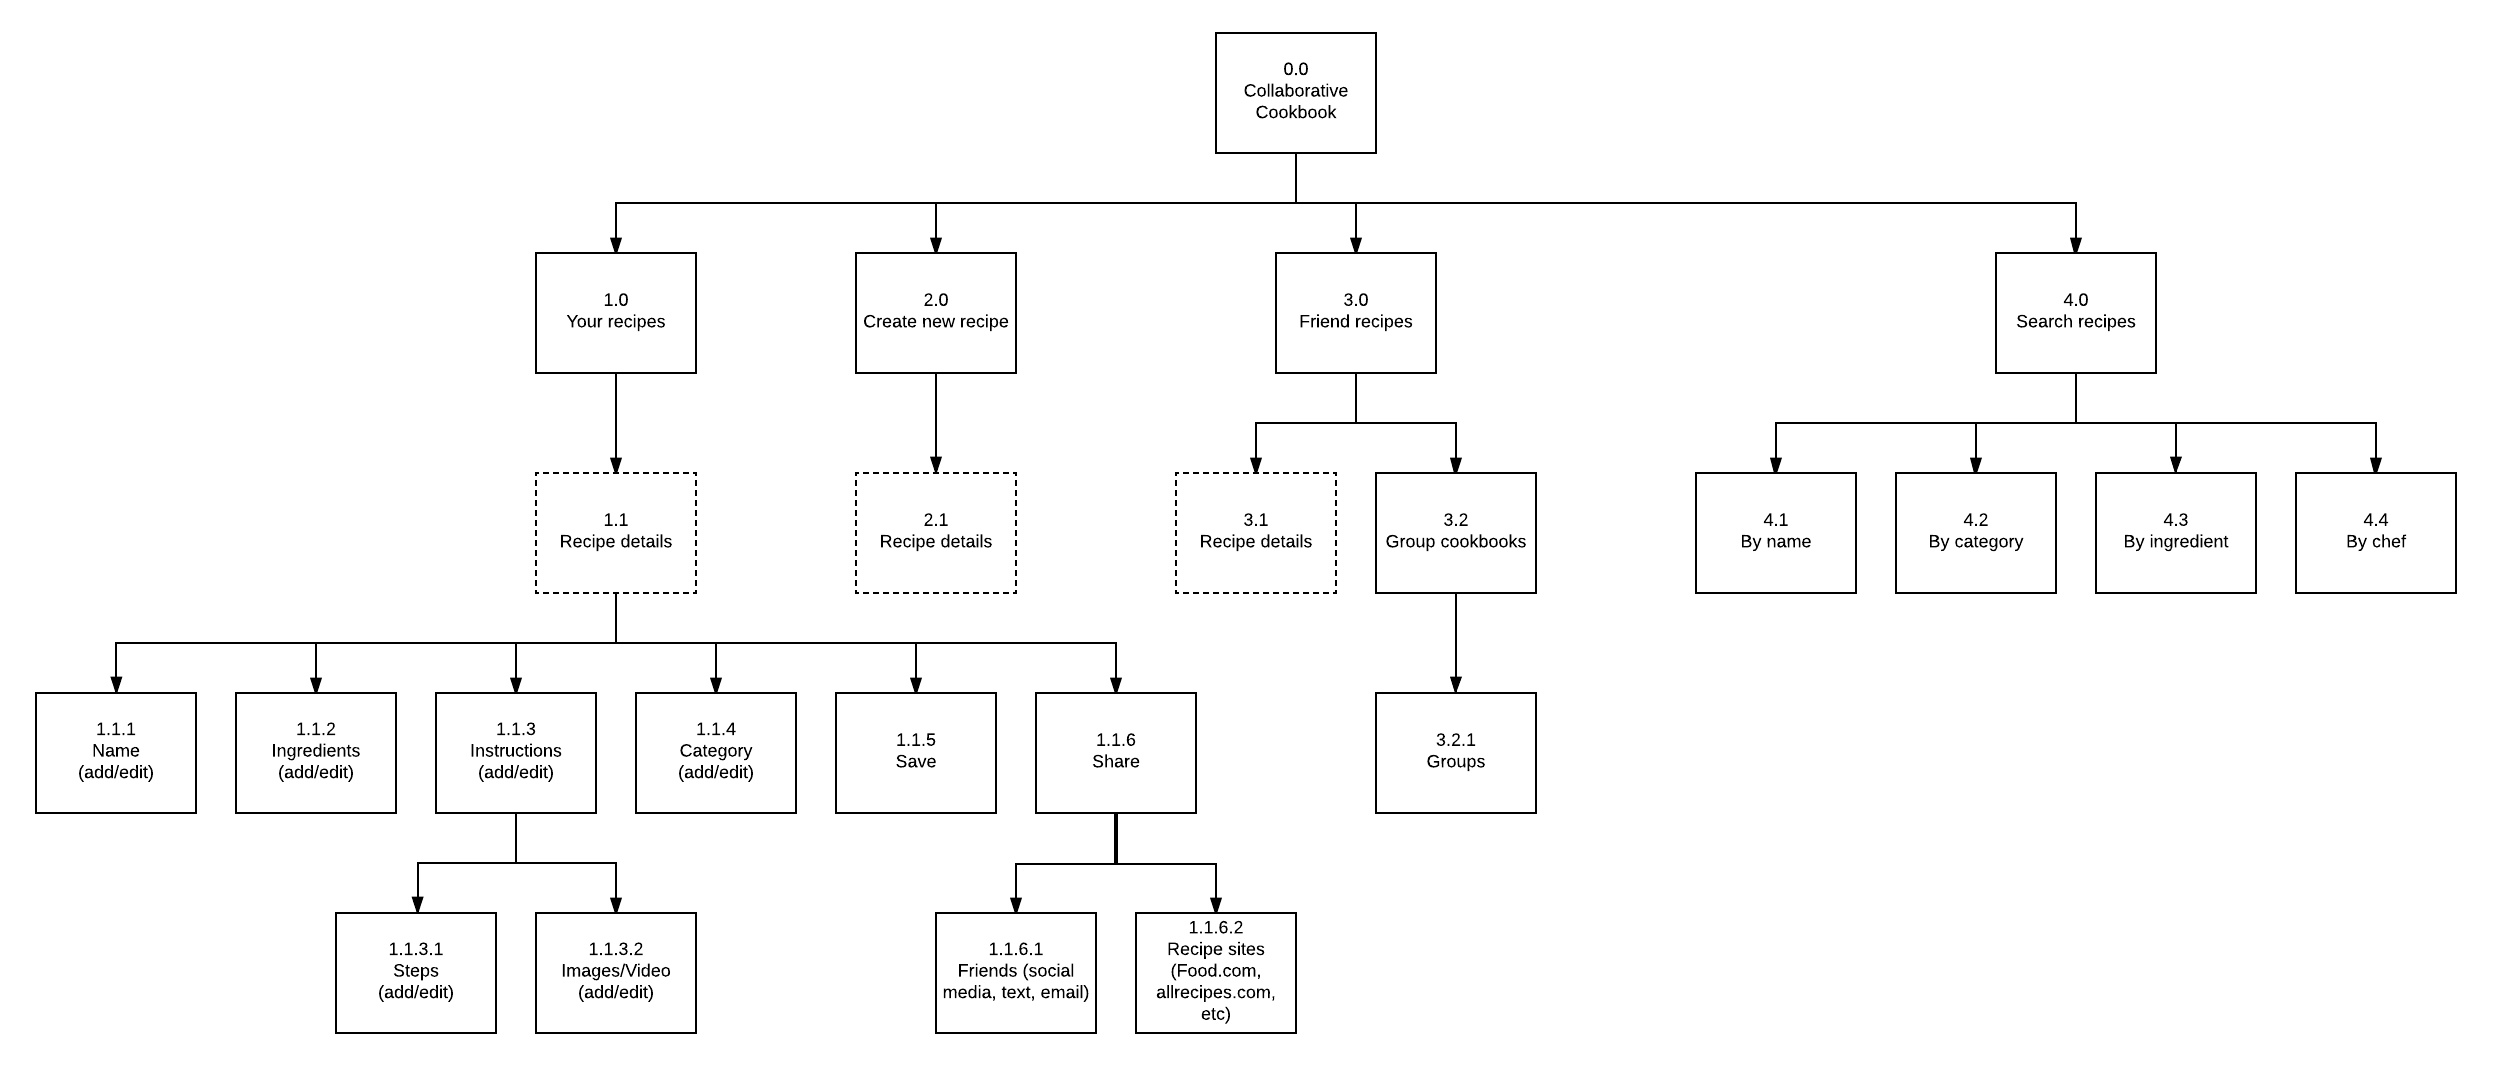 0.0
Collaborative
Cookbook
1.0
Your recipes
2.0
Create new recipe
3.0
Friend recipes
4.0
Search recipes
1.1
Recipe details
2.1
Recipe details
3.1
Recipe details
3.2
Group cookbooks
4.1
By name
4.2
By category
4.3
By ingredient
4.4
By chef
1.1.1
Name
(add/edit)
1.1.2
Ingredients
(add/edit)
1.1.3
Instructions
(add/edit)
1.1.4
Category
(add/edit)
1.1.5
Save
1.1.6
Share
3.2.1
Groups
1.1.3.1
Steps
(add/edit)
1.1.3.2
Images/Video
(add/edit)
1.1.6.1
Friends (social
media, text, email)
1.1.6.2
Recipe sites
(Food.com,
allrecipes.com,
etc)